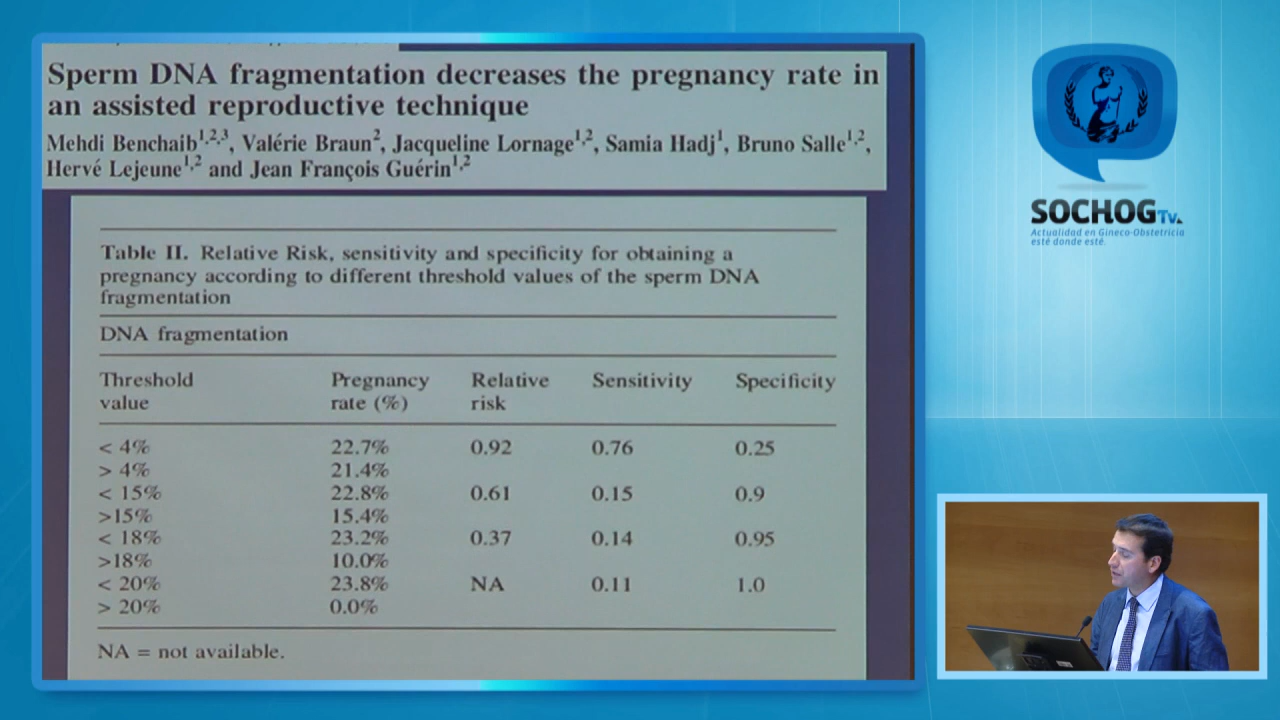 Sperm DNA fragmentation decreases the pregnancy rate in
an assisted reproductive technique
Mehdi Benchaib1,2,3, Valérie Braun2, Jacqueline Lornage1,2, Samia Hadj1, Bruno Salle1,2,
Hervé Lejeune1,2 and Jean François Guérin1,2
Table II. Relative Risk, sensitivity and specificity for obtaining a
pregnancy according to different threshold values of the sperm DNA
fragmentation
DNA fragmentation
Threshold value Pregnancy rate (%) Relative risk Sensitivity Specificity
< 4% 22.7% 0.92 0.76 0.25
> 4% 21.4%
< 15% 22.8% 0.61 0.15 0.9
>15% 15.4%
< 18% 23.2% 0.37 0.14 0.95
>18% 10.0%
< 20% 23.8% NA 0.11 1.0
> 20% 0.0%
NA = not available.
SOCHOG Tv.
Actualidad en Gineco-Obstetricia
esté donde esté.